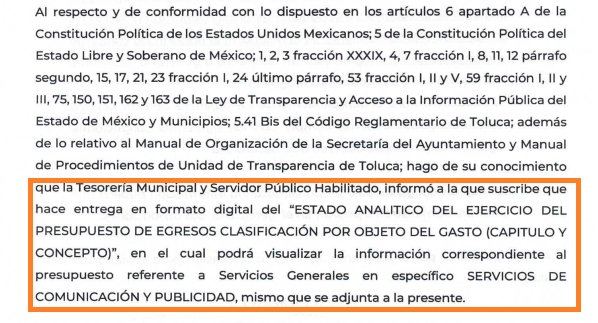 Al respecto y de conformidad con lo dispuesto en los artículos 6 apartado A de la
Constitución Política de los Estados Unidos Mexicanos; 5 de la Constitución Política del
Estado Libre y Soberano de México; 1, 2, 3 fracción XXXIX, 4, 7 fracción I, 8, 11, 12 párrafo
segundo, 15, 17, 21, 23 fracción I, 24 último párrafo, 53 fracción I, II y V, 59 fracción I, II y
III, 75, 150, 151, 162 y 163 de la Ley de Transparencia y Acceso a la Información Pública del
Estado de México y Municipios; 5.41 Bis del Código Reglamentario de Toluca; además
de lo relativo al Manual de Organización de la Secretaría del Ayuntamiento y Manual
de Procedimientos de Unidad de Transparencia de Toluca; hago de su conocimiento
que la Tesorería Municipal y Servidor Público Habilitado, informó a la que suscribe que
hace entrega en formato digital del “ESTADO ANALITICO DEL EJERCICIO DEL
PRESUPUESTO DE EGRESOS CLASIFICACIÓN POR OBJETO DEL GASTO (CAPITULO Y
CONCEPTO)”, en el cual podrá visualizar la información correspondiente al
presupuesto referente a Servicios Generales en específico SERVICIOS DE
COMUNICACIÓN Y PUBLICIDAD, mismo que se adjunta a la presente.